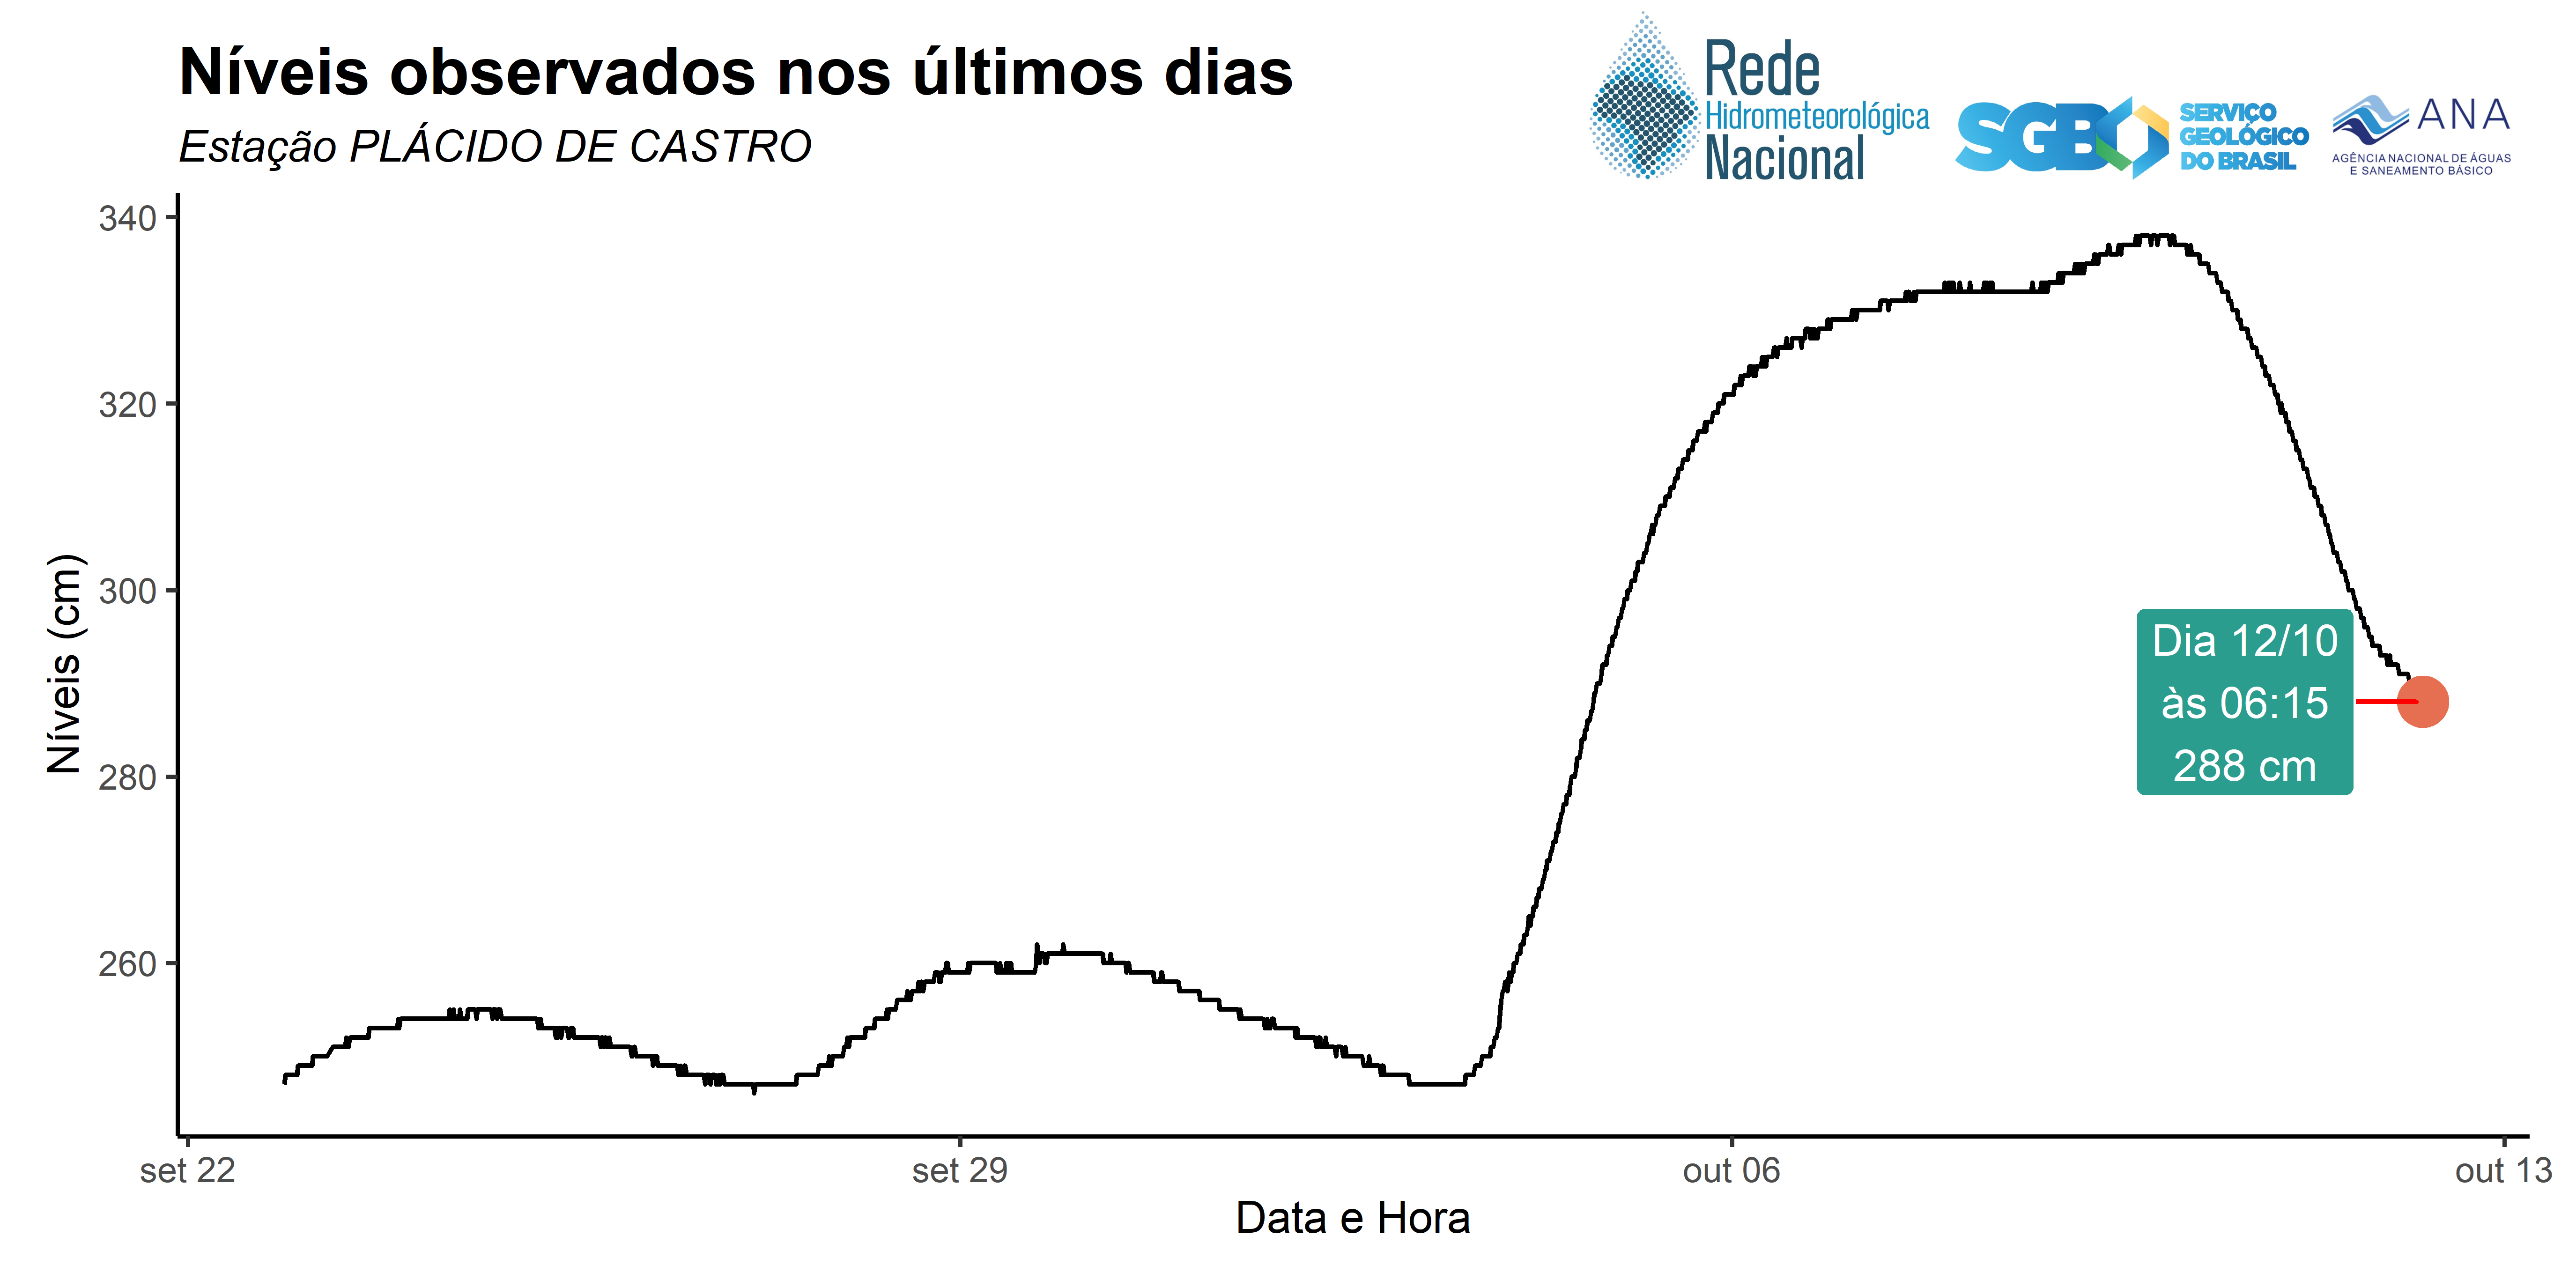 Níveis observados nos últimos dias
Estação PLÁCIDO DE CASTRO
Rede
Hidrometeorológica
Nacional
SGB
SERVIÇO
GEOLÓGICO
DO BRASIL
ANA
AGÊNCIA NACIONAL DE ÁGUAS
E SANEAMENTO BÁSICO
Níveis (cm)
340
320
300
280
260
Dia 12/10
às 06:15
288 cm
set 22
set 29
out 06
out 13
Data e Hora